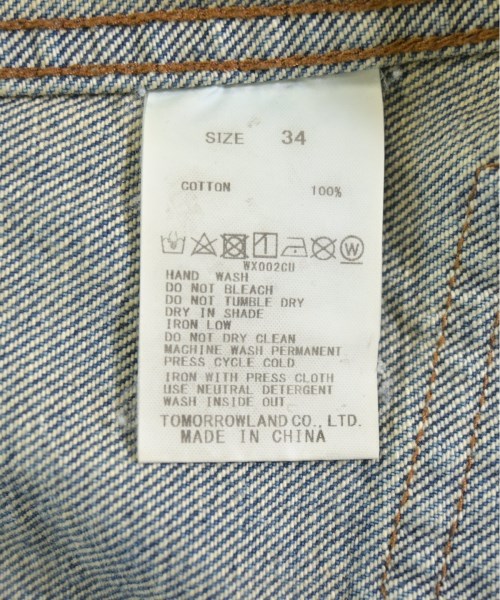 SIZE 34
COTTON 100%
W
WX002CU
HAND WASH
DO NOT BLEACH
DO NOT TUMBLE DRY
DRY IN SHADE
IRON LOW
DO NOT DRY CLEAN
MACHINE WASH PERMANENT
PRESS CYCLE COLD
IRON WITH PRESS CLOTH
USE NEUTRAL DETERGENT
WASH INSIDE OUT
TOMORROWLAND CO., LTD.
MADE IN CHINA